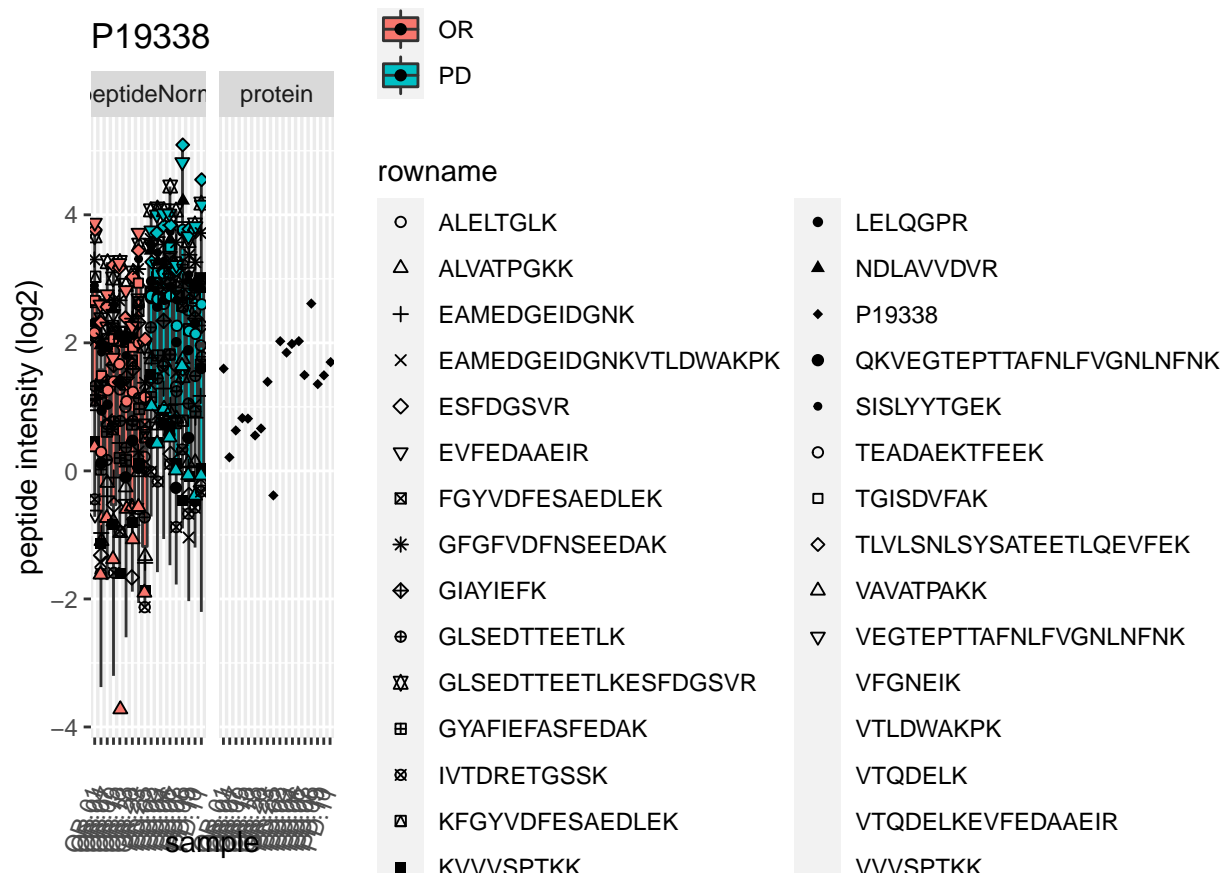 P19338
OR
PD
eptideNorm
protein
peptide intensity (log2)
4
2
0
−2
−4
sample
rowname
ALELTGLK
ALVATPGKK
EAMEDGEIDGNK
EAMEDGEIDGNKVTLDWAKPK
ESFDGSVR
EVFEDAAEIR
FGYVDFESAEDLEK
GFGFVDFNSEEDAK
GIAYIEFK
GLSEDTTEETLK
GLSEDTTEETLKESFDGSVR
GYAFIEFASFEDAK
IVTDRETGSSK
KFGYVDFESAEDLEK
KVVVSPTKK
LELQGPR
NDLAVVDVR
P19338
QKVEGTEPTTAFNLFVGNLNFNK
SISLYYTGEK
TEADAEKTFEEK
TGISDVFAK
TLVLSNLSYSATEETLQEVFEK
VAVATPAKK
VEGTEPTTAFNLFVGNLNFNK
VFGNEIK
VTLDWAKPK
VTQDELK
VTQDELKEVFEDAAEIR
VVVSPTKK